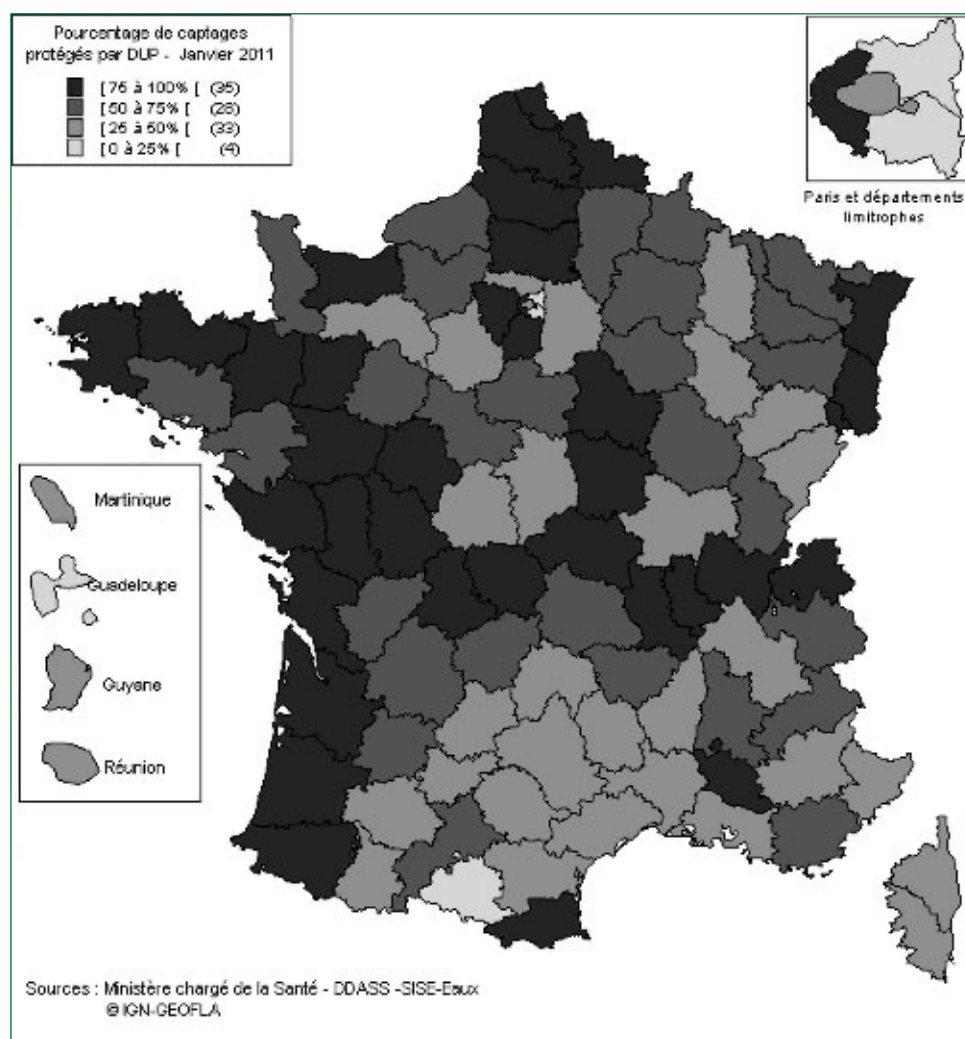 Pourcentage de captages
protégés par DUP - Janvier 2011
[ 75 à 100% [ (35)
[ 50 à 75% [ (28)
[ 25 à 50% [ (33)
[ 0 à 25% [ (4)
Paris et départements
limitrophes
Martinique
Guadeloupe
Guyane
Réunion
Sources : Ministère chargé de la Santé - DDASS -SISE-Eaux
© IGN-GEOFLA